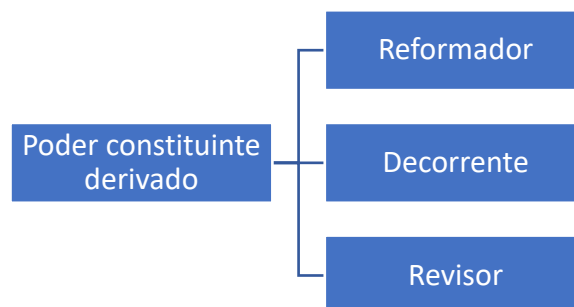 Reformador
Poder constituinte
derivado
Decorrente
Revisor